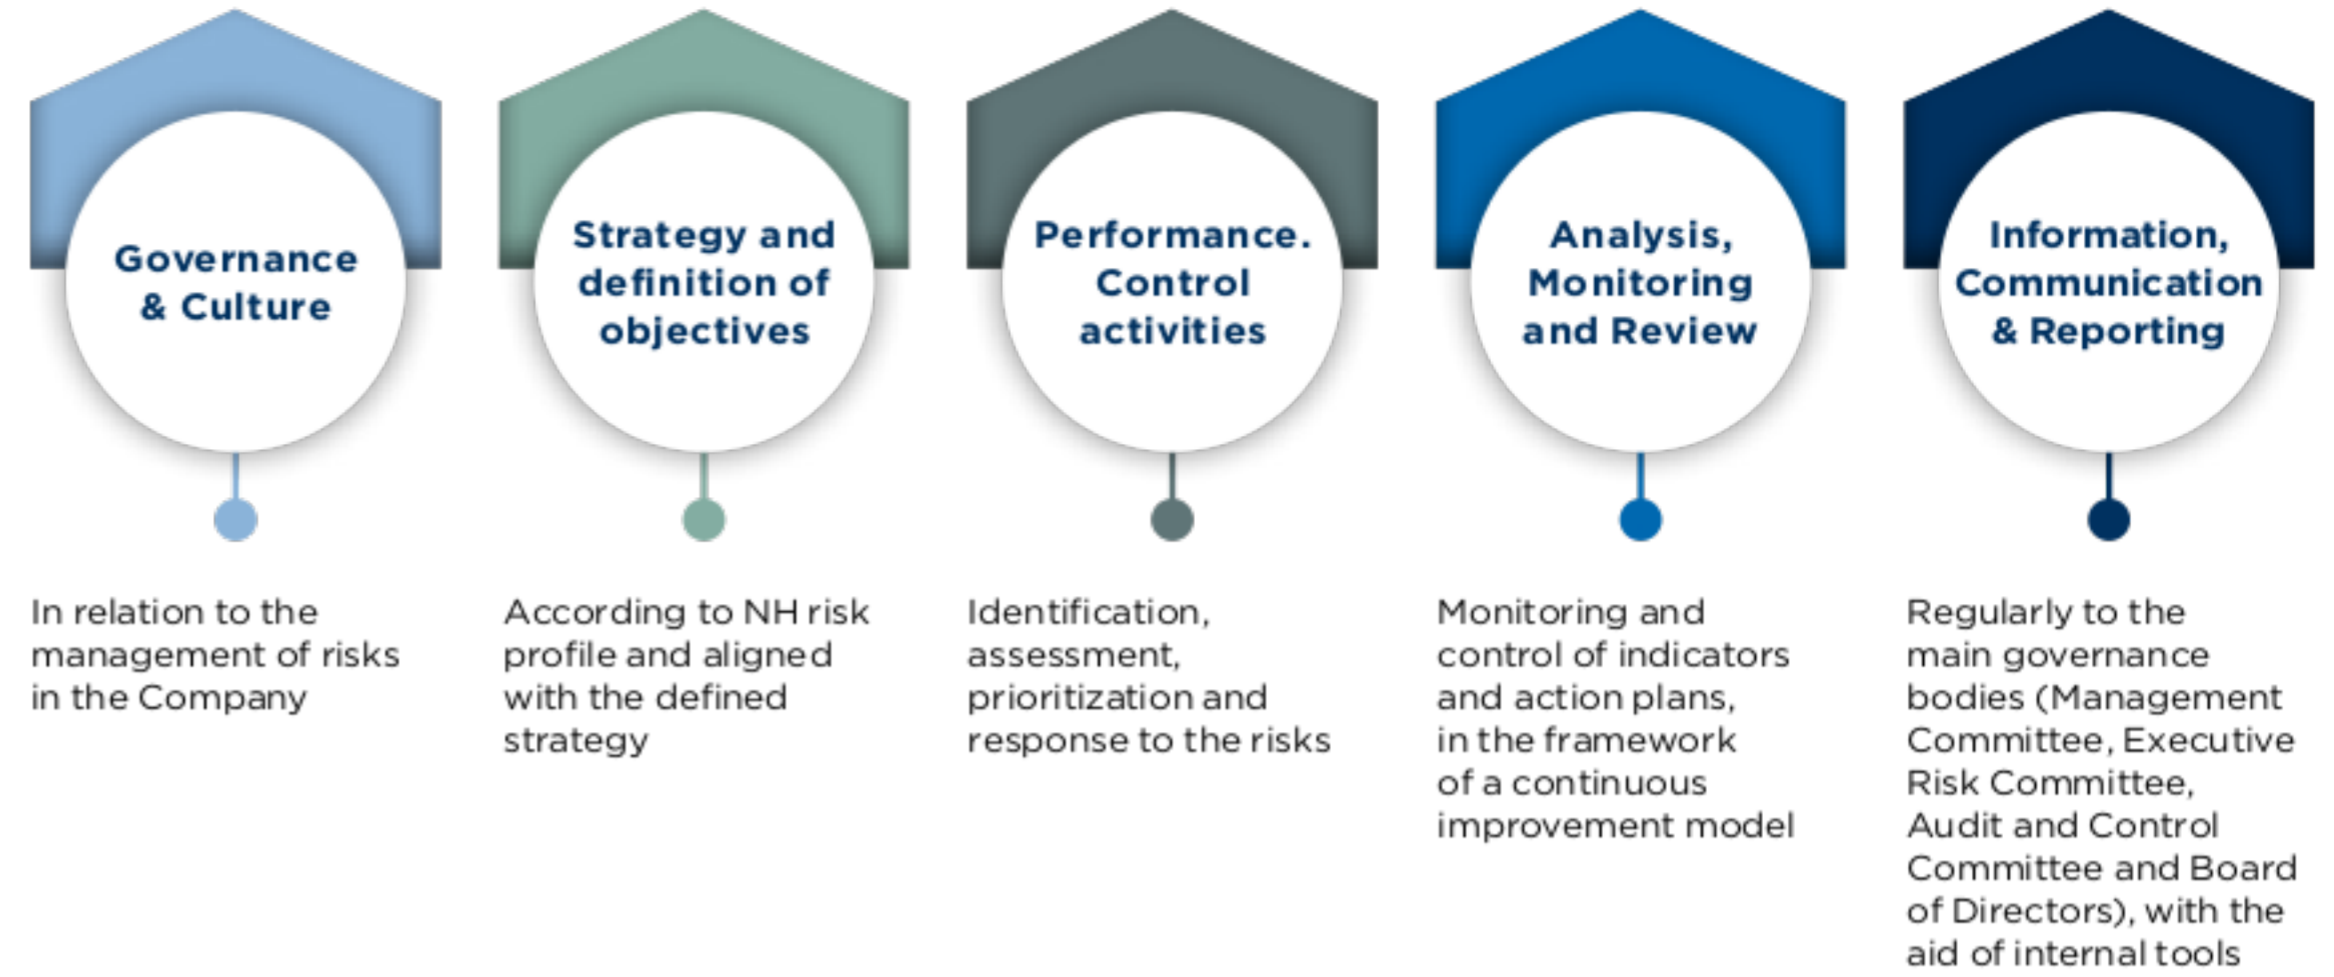 Governance
& Culture
In relation to the
management of risks
in the Company
Strategy and
definition of
objectives
According to NH risk
profile and aligned
with the defined
strategy
Performance.
Control
activities
Identification,
assessment,
prioritization and
response to the risks
Analysis,
Monitoring
and Review
Monitoring and
control of indicators
and action plans,
in the framework
of a continuous
improvement model
Information,
Communication
& Reporting
Regularly to the
main governance
bodies (Management
Committee, Executive
Risk Committee,
Audit and Control
Committee and Board
of Directors), with the
aid of internal tools